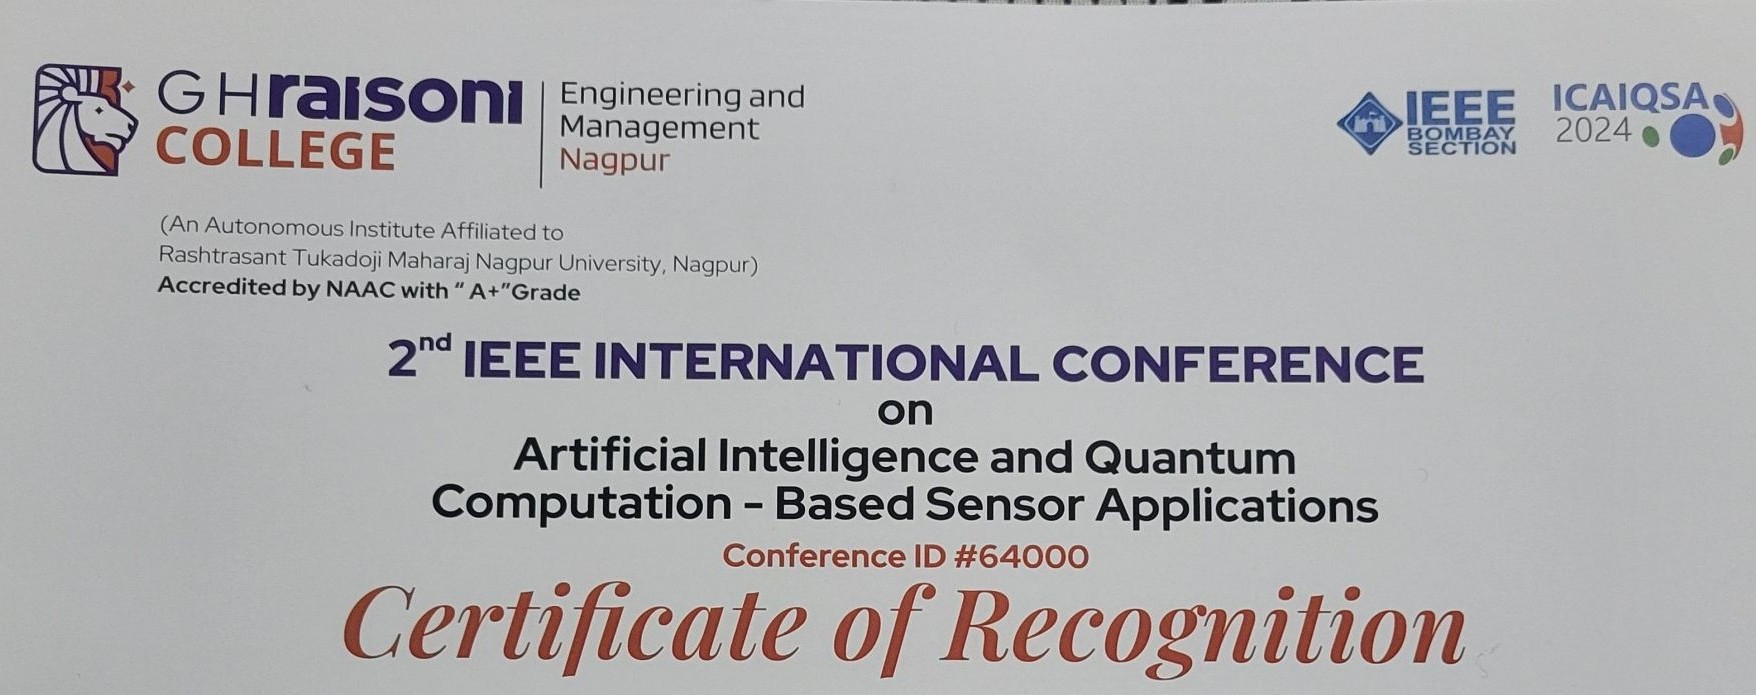 GHraisoni
COLLEGE
Engineering and
Management
Nagpur
IEEE
BOMBAY
SECTION
ICAIQSA
2024
(An Autonomous Institute Affiliated to
Rashtrasant Tukadoji Maharaj Nagpur University, Nagpur)
Accredited by NAAC with “ A+”Grade
2nd IEEE INTERNATIONAL CONFERENCE
on
Artificial Intelligence and Quantum
Computation - Based Sensor Applications
Conference ID #64000
Certificate of Recognition